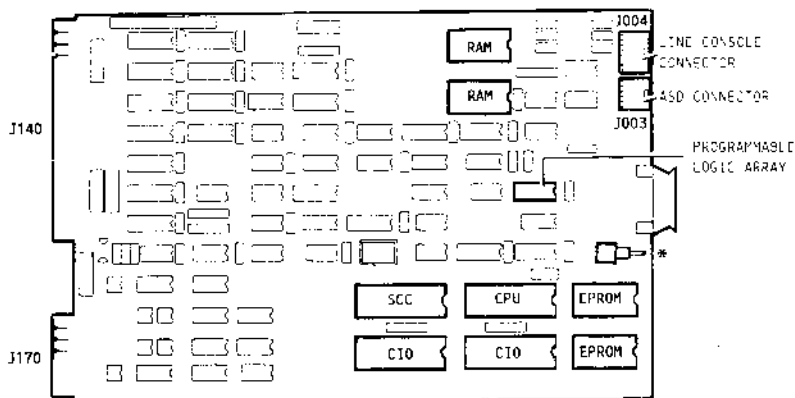 J004
LINE CONSOLE
CONNECTOR
RAM
RAM
ASD CONNECTOR
J003
J140
PROGRAMMABLE
LOGIC ARRAY
*
SCC
CPU
EPROM
CIO
CIO
EPROM
J170